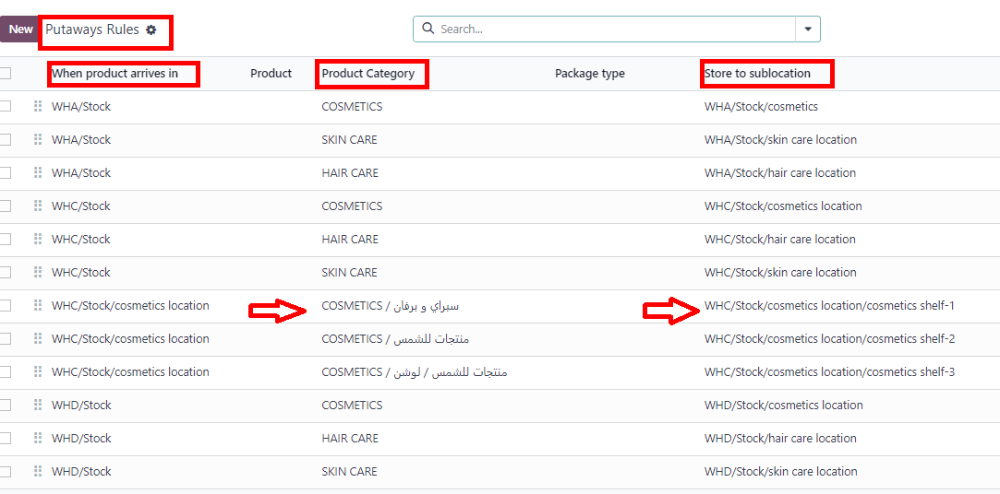 New Putaways Rules
Search...
When product arrives in Product Product Category Package type Store to sublocation
WHA/Stock COSMETICS WHA/Stock/cosmetics
WHA/Stock SKIN CARE WHA/Stock/skin care location
WHA/Stock HAIR CARE WHA/Stock/hair care location
WHC/Stock COSMETICS WHC/Stock/cosmetics location
WHC/Stock HAIR CARE WHC/Stock/hair care location
WHC/Stock SKIN CARE WHC/Stock/skin care location
WHC/Stock/cosmetics location COSMETICS / سبراي و برفان WHC/Stock/cosmetics location/cosmetics shelf-1
WHC/Stock/cosmetics location COSMETICS / منتجات للشمس WHC/Stock/cosmetics location/cosmetics shelf-2
WHC/Stock/cosmetics location COSMETICS / منتجات للشمس / لوشن WHC/Stock/cosmetics location/cosmetics shelf-3
WHD/Stock COSMETICS WHD/Stock/cosmetics location
WHD/Stock HAIR CARE WHD/Stock/hair care location
WHD/Stock SKIN CARE WHD/Stock/skin care location